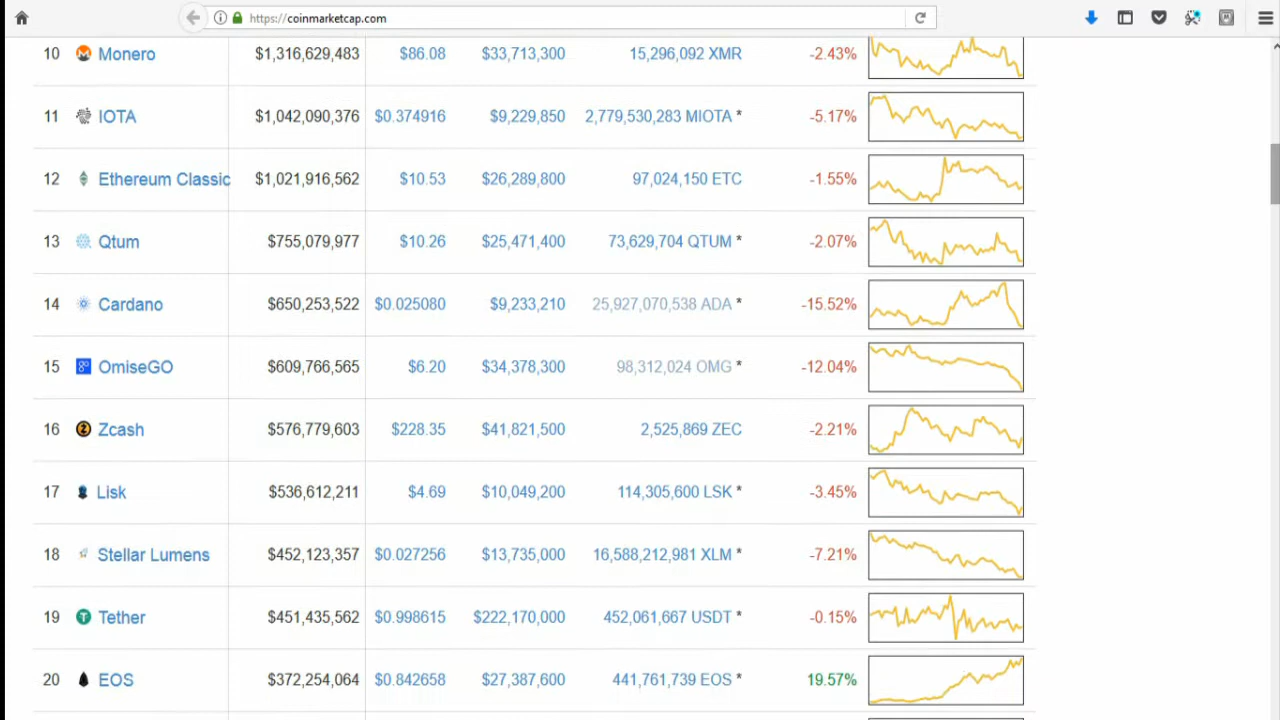 https://coinmarketcap.com
10 Monero $1,316,629,483 $86.08 $33,713,300 15,296,092 XMR -2.43%
11 IOTA $1,042,090,376 $0.374916 $9,229,850 2,779,530,283 MIOTA * -5.17%
12 Ethereum Classic $1,021,916,562 $10.53 $26,289,800 97,024,150 ETC -1.55%
13 Qtum $755,079,977 $10.26 $25,471,400 73,629,704 QTUM * -2.07%
14 Cardano $650,253,522 $0.025080 $9,233,210 25,927,070,538 ADA * -15.52%
15 OmiseGO $609,766,565 $6.20 $34,378,300 98,312,024 OMG * -12.04%
16 Zcash $576,779,603 $228.35 $41,821,500 2,525,869 ZEC -2.21%
17 Lisk $536,612,211 $4.69 $10,049,200 114,305,600 LSK * -3.45%
18 Stellar Lumens $452,123,357 $0.027256 $13,735,000 16,588,212,981 XLM * -7.21%
19 Tether $451,435,562 $0.998615 $222,170,000 452,061,667 USDT * -0.15%
20 EOS $372,254,064 $0.842658 $27,387,600 441,761,739 EOS * 19.57%